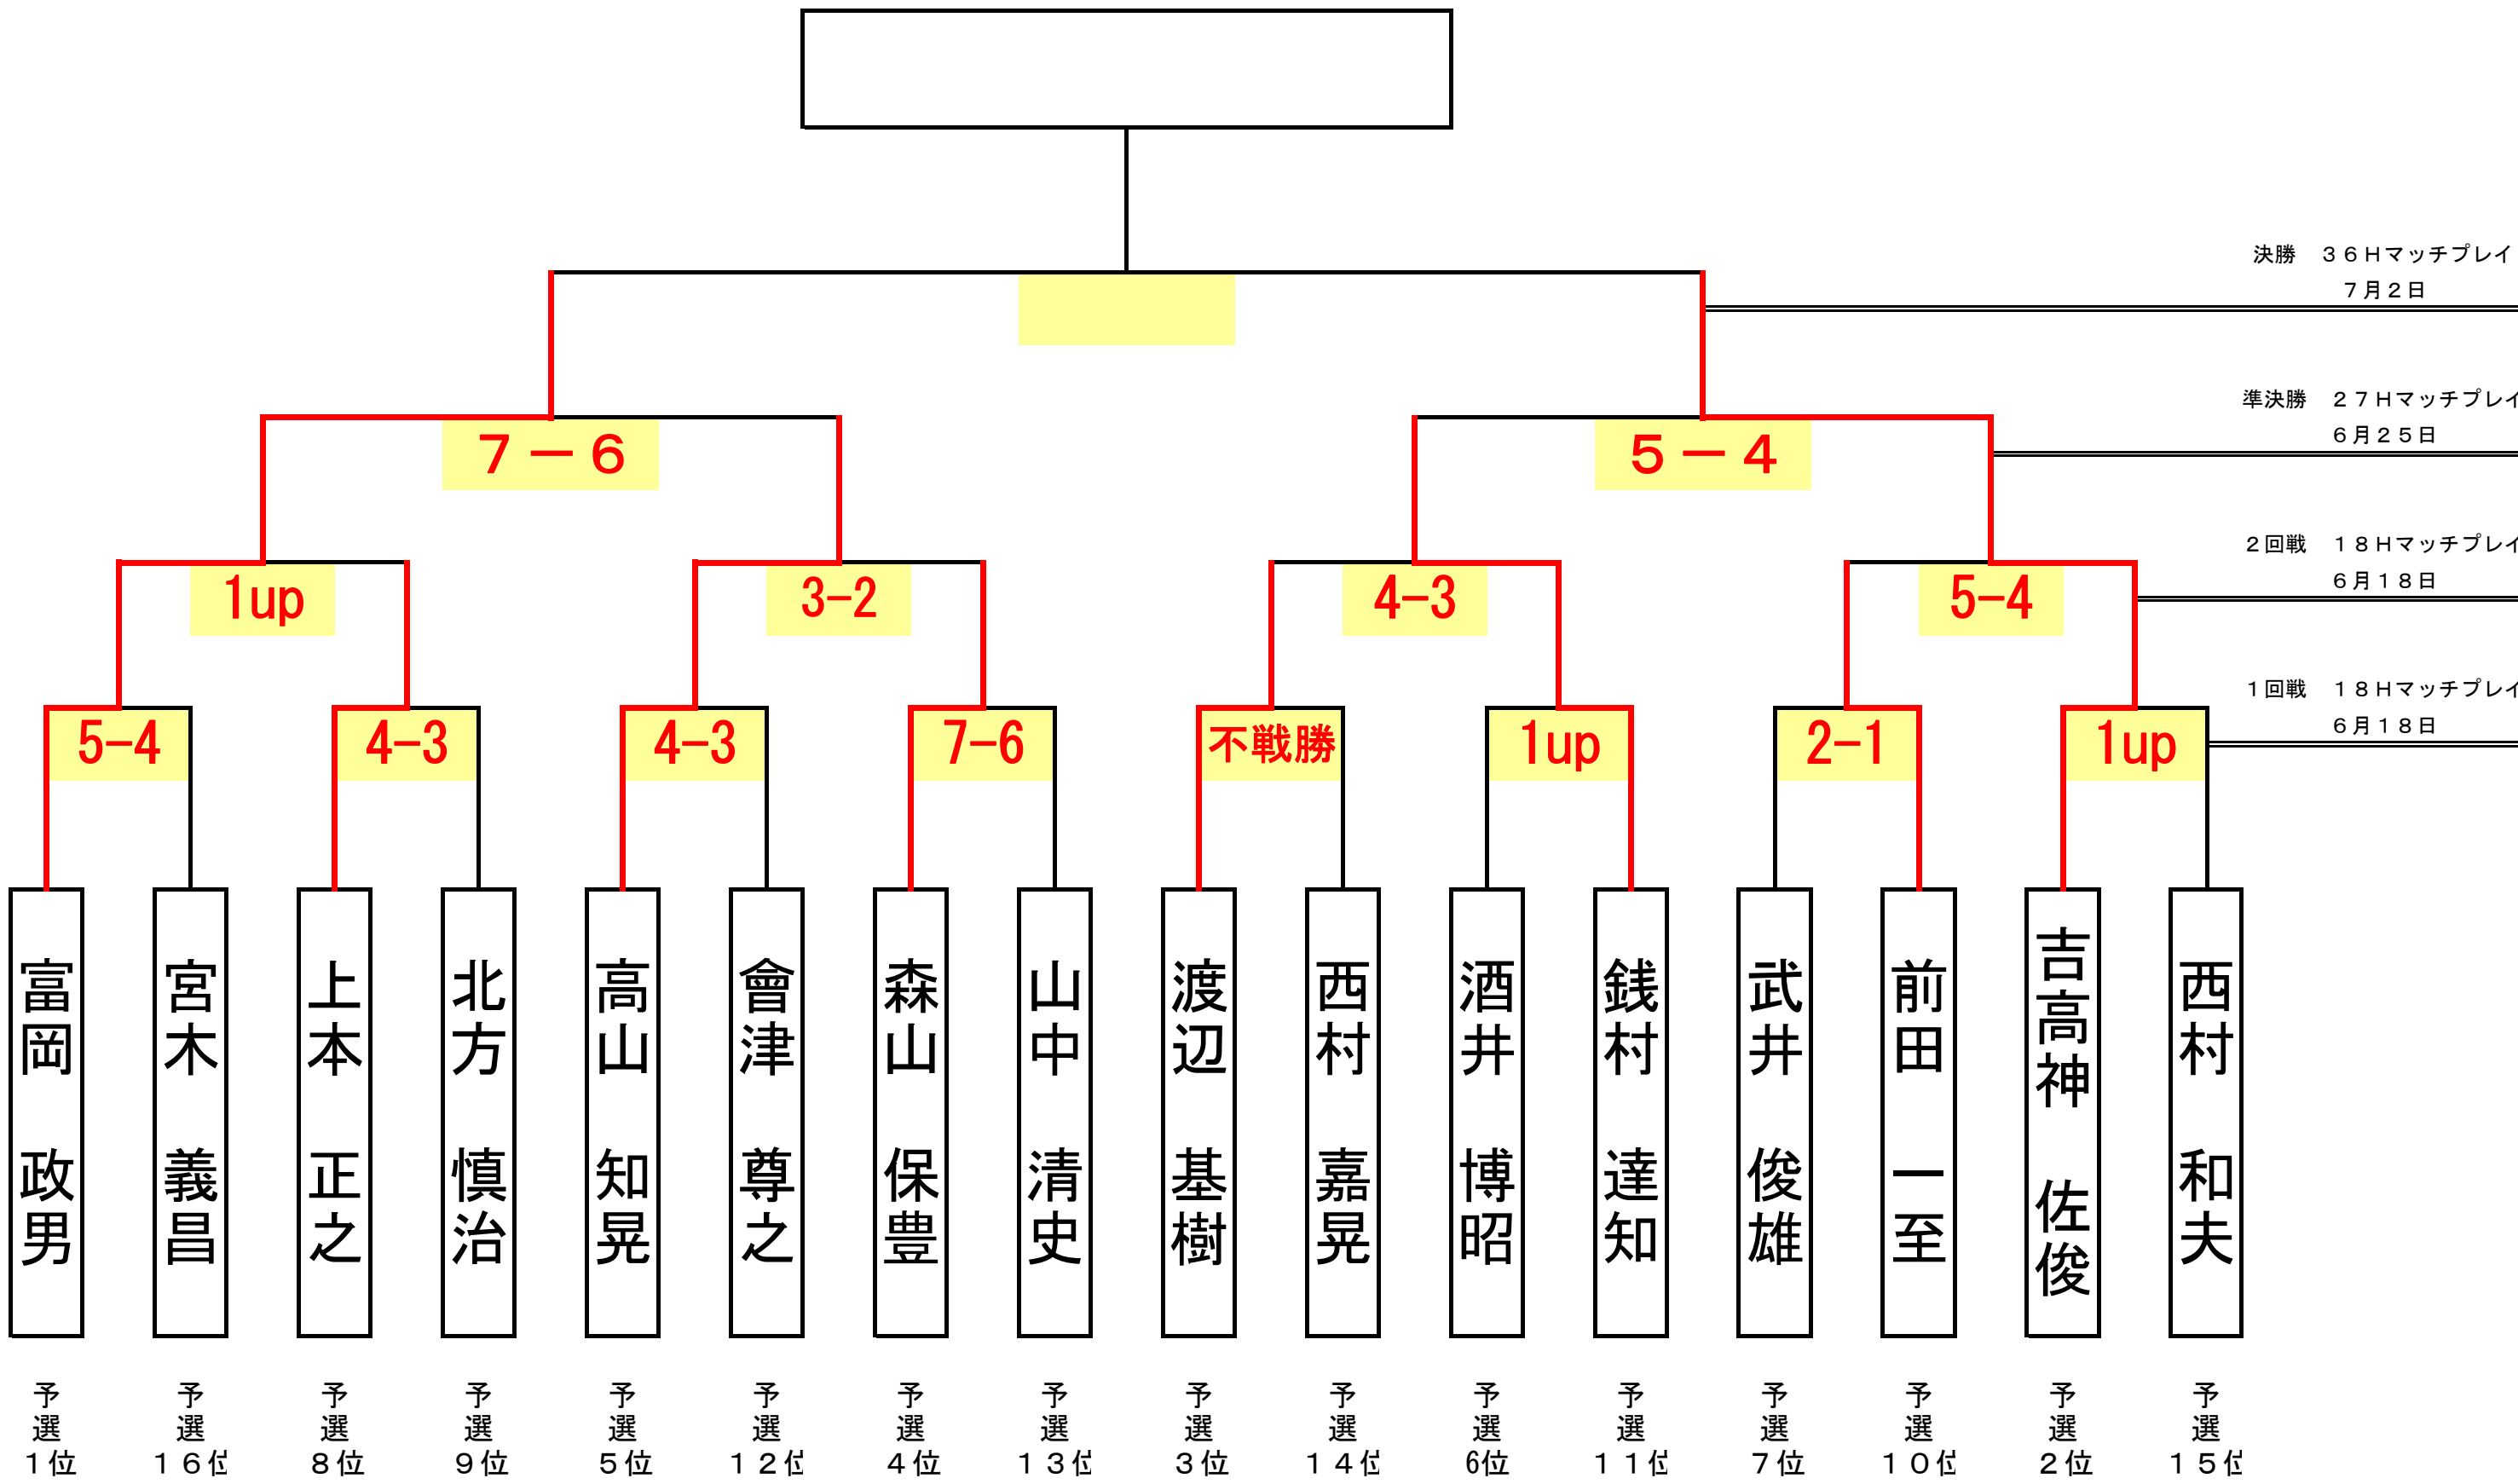 決勝　３６Ｈマッチプレイ
７月２日
準決勝　２７Ｈマッチプレイ
７－６
５－４
６月２５日
２回戦　１８Ｈマッチプレイ
1up
3-2
4-3
5-4
６月１８日
１回戦　１８Ｈマッチプレイ
5-4
4-3
4-3
7-6
不戦勝
1up
2-1
1up
６月１８日
富岡　政男
宮木　義昌
上本　正之
北方　慎治
高山　知晃
會津　尊之
森山　保豊
山中　清史
渡辺　基樹
西村　嘉晃
酒井　博昭
銭村　達知
武井　俊雄
前田　一至
吉高神　佐俊
西村　和夫
予選１位
予選１６位
予選８位
予選９位
予選５位
予選１２位
予選４位
予選１３位
予選３位
予選１４位
予選6位
予選１１位
予選７位
予選１０位
予選２位
予選１５位